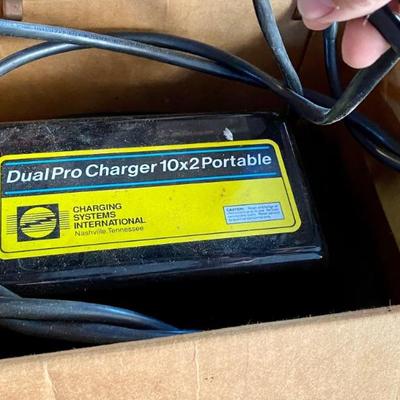 Dual Pro Charger 10x2 Portable
CHARGING
SYSTEMS
INTERNATIONAL
Nashville, Tennessee
CAUTION: